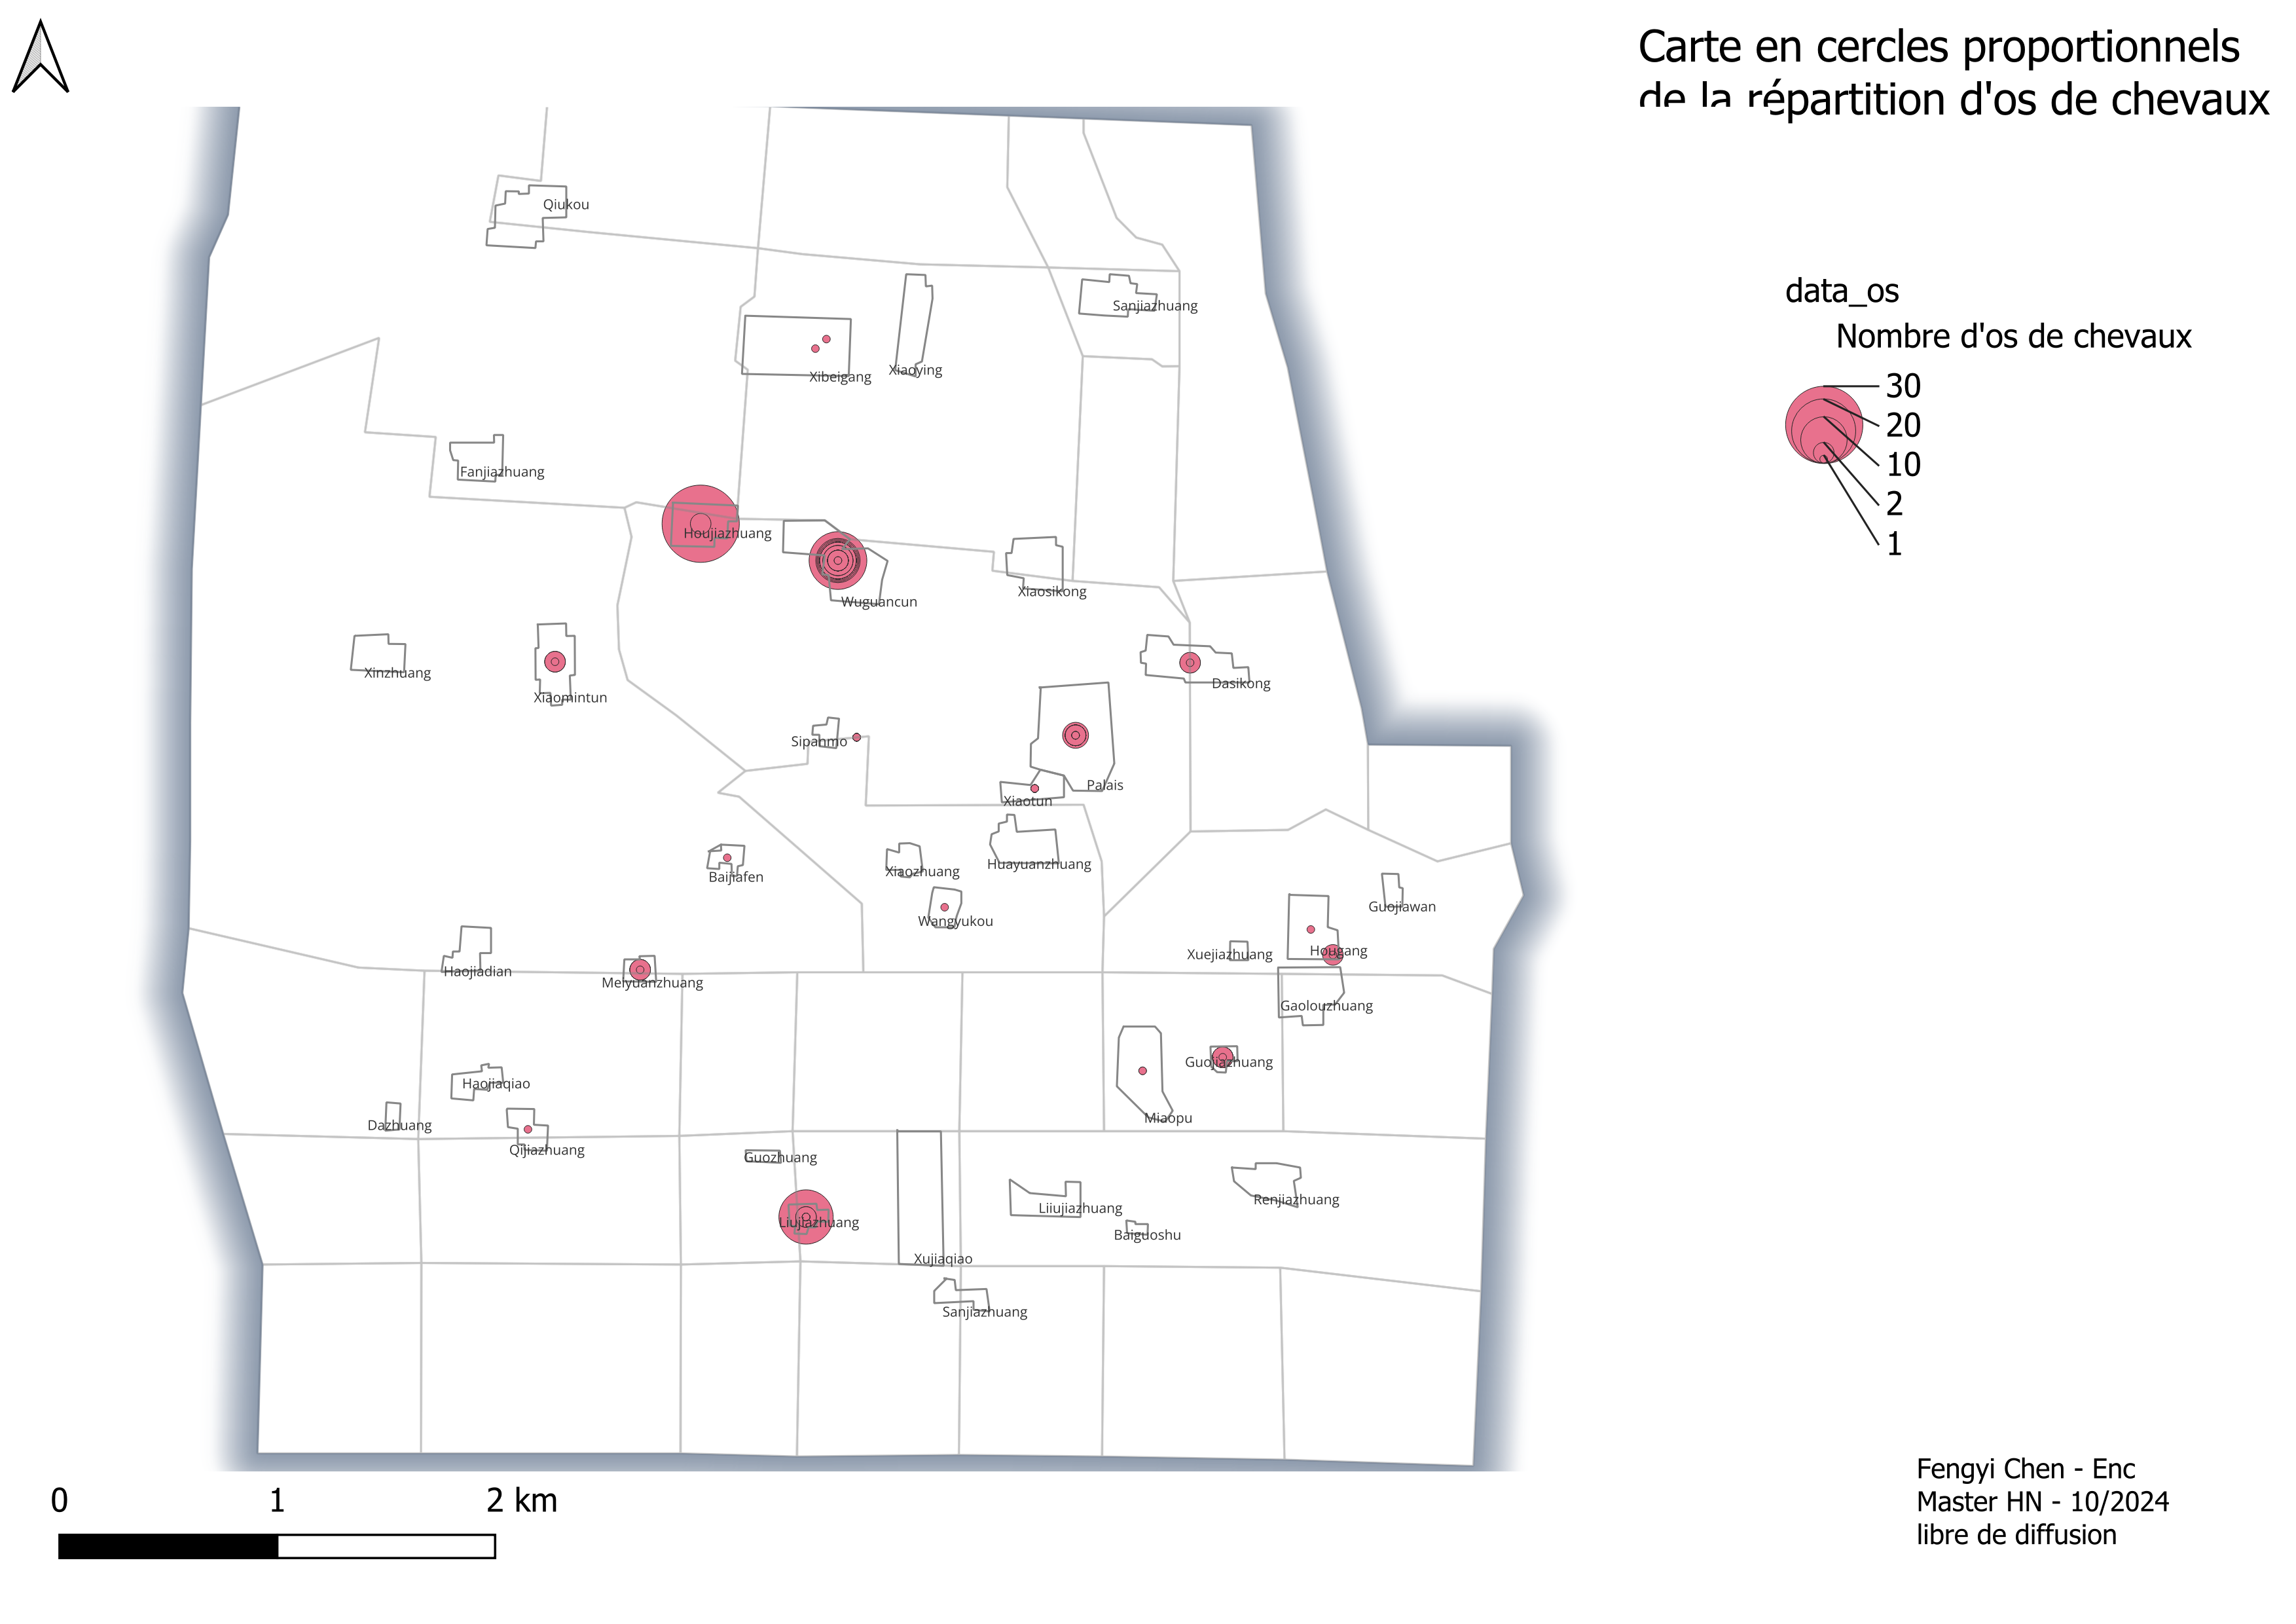 Carte en cercles proportionnels
de la répartition d'os de chevaux
data_os
Nombre d'os de chevaux
30
20
10
2
1
Qiukou
Sanjiazhuang
Xibeigang
Xiaoying
Fanjiazhuang
Houjiazhuang
Wuguancun
Xiaosikong
Xinzhuang
Xiaomintun
Dasikong
Sipanmo
Palais
Xiaotun
Huayuanzhuang
Baijiafen
Xiaozhuang
Wangyukou
Guojiawan
Haojiadian
Meiyuanzhuang
Xuejiazhuang
Hougang
Gaolouzhuang
Guojiazhuang
Haojiaqiao
Miaopu
Dazhuang
Qijiazhuang
Guozhuang
Renjiazhuang
Liiujiazhuang
Liujiazhuang
Baiguoshu
Xujiaqiao
Sanjiazhuang
0 1 2 km
Fengyi Chen - Enc
Master HN - 10/2024
libre de diffusion